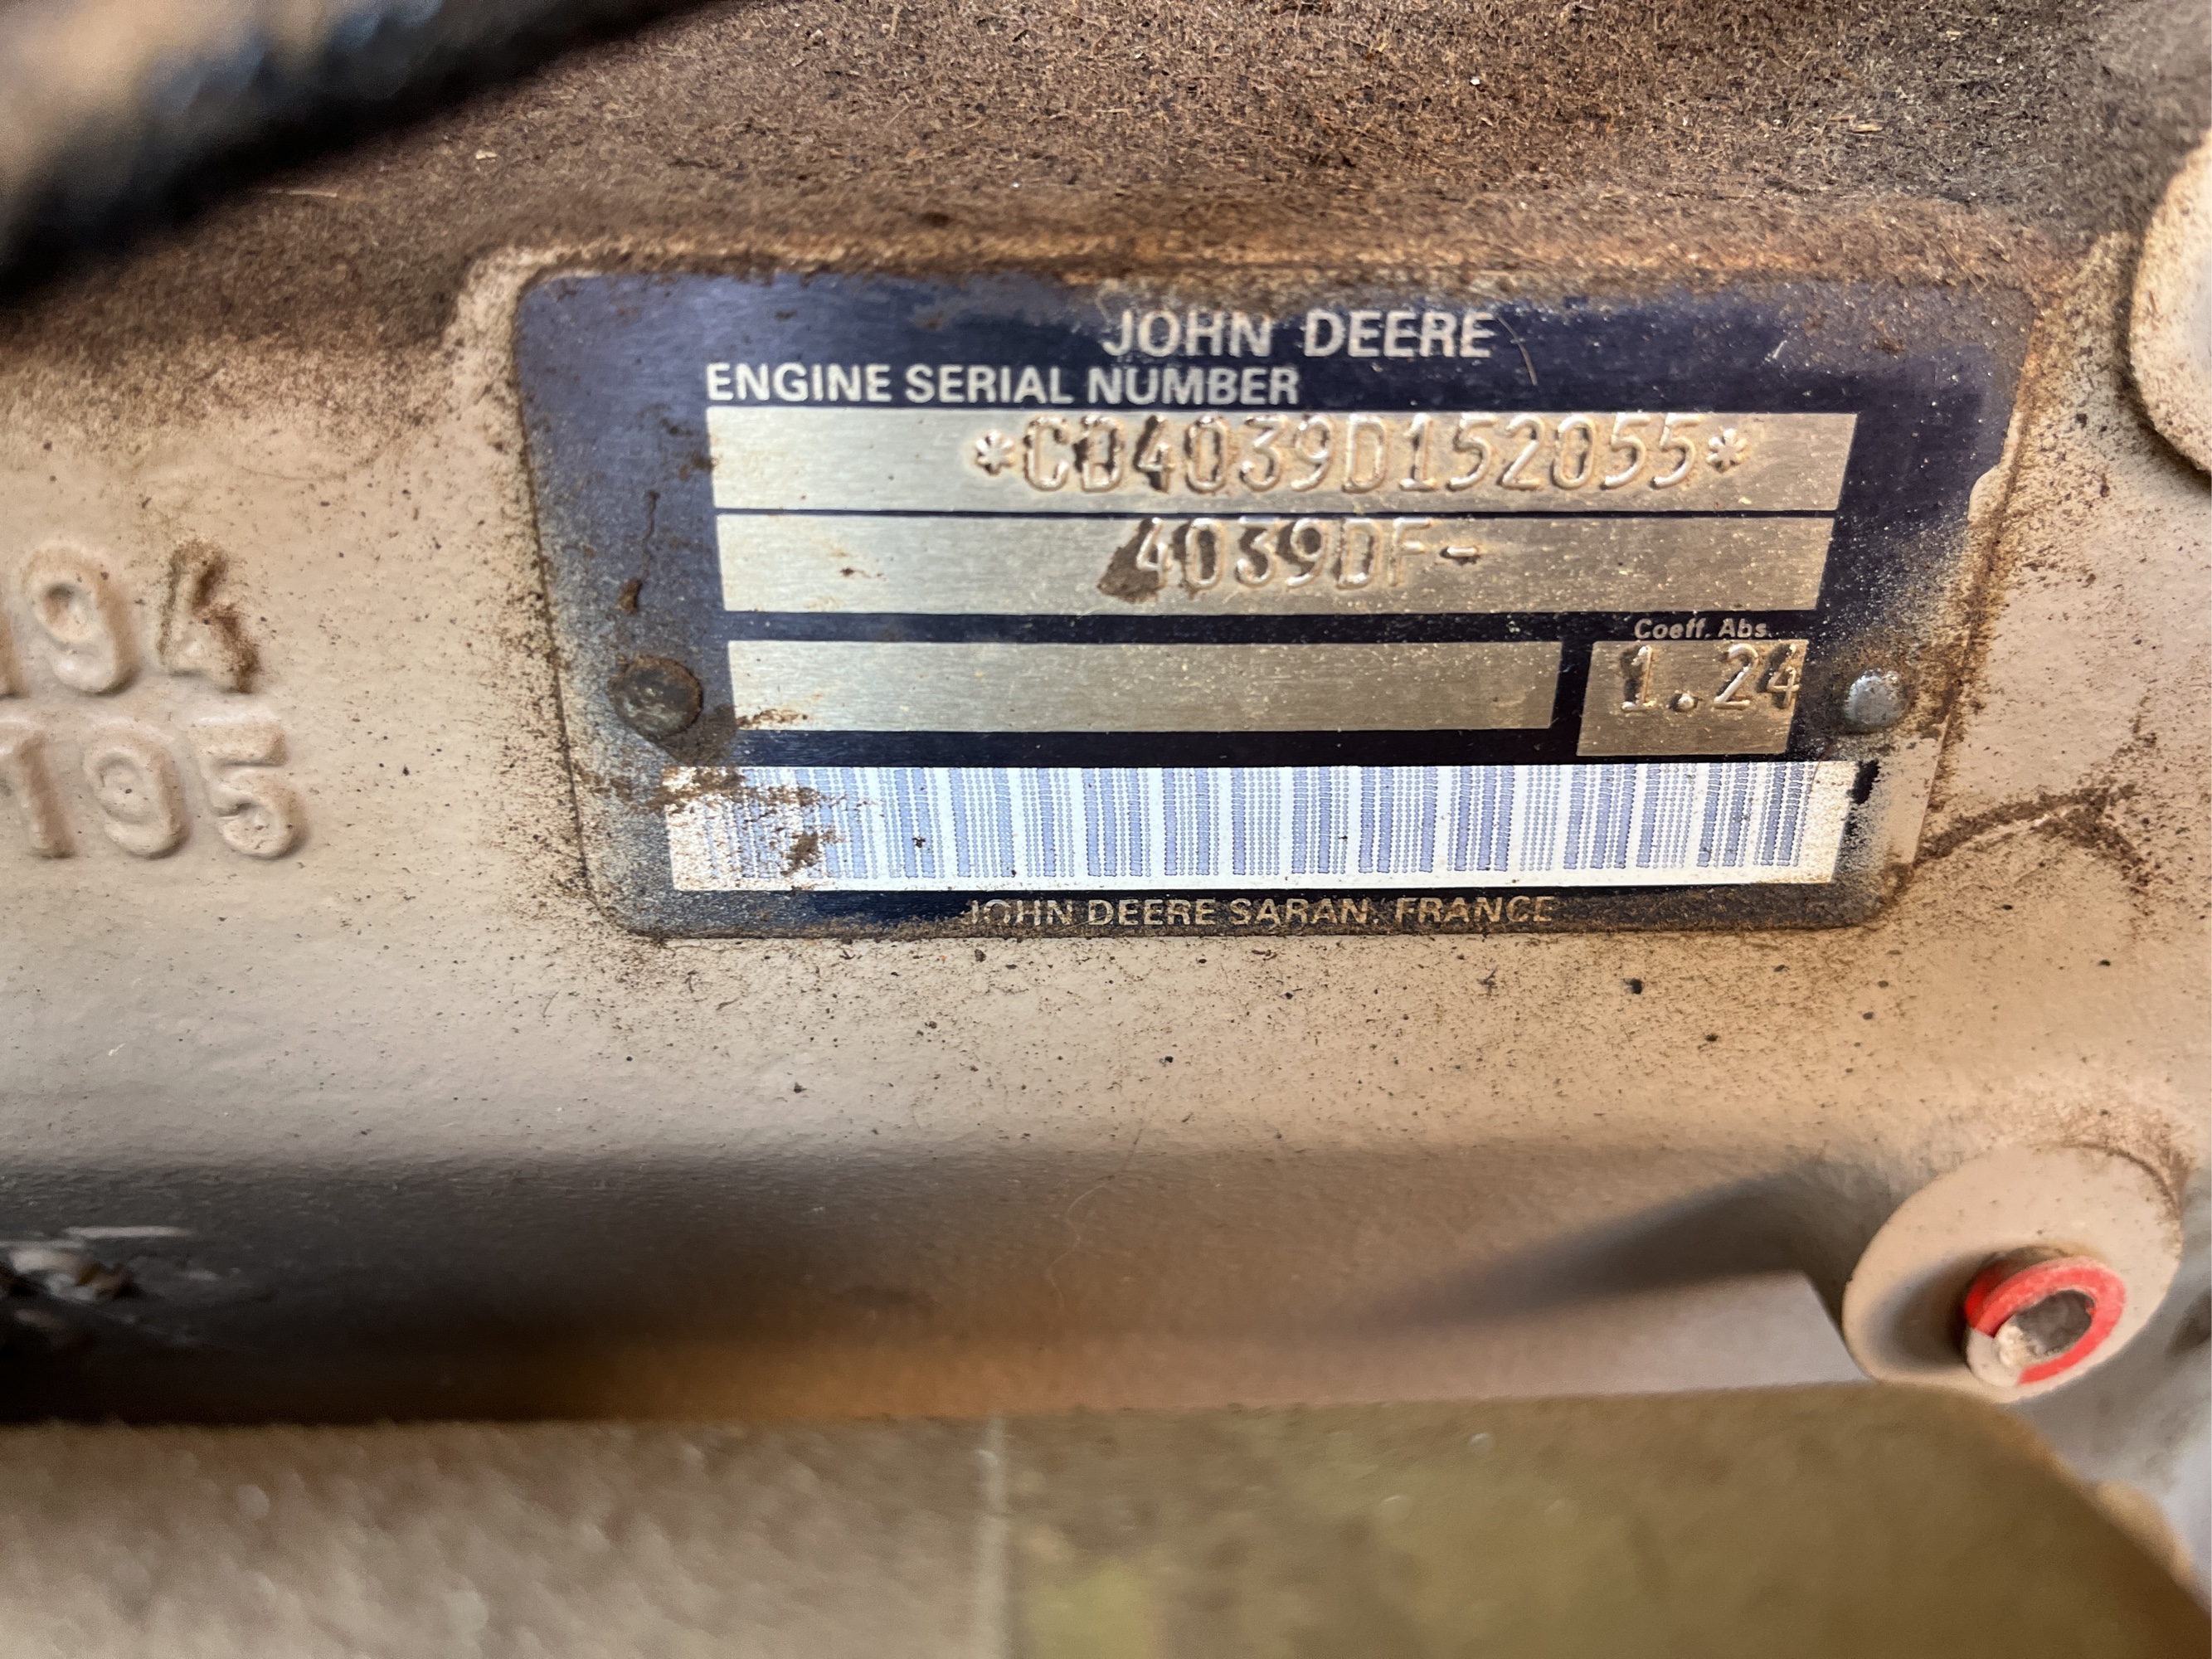 JOHN DEERE
ENGINE SERIAL NUMBER
*CD4039D152055*
4039DF-
Coeff. Abs.
1.24
JOHN DEERE SARAN. FRANCE
194
195